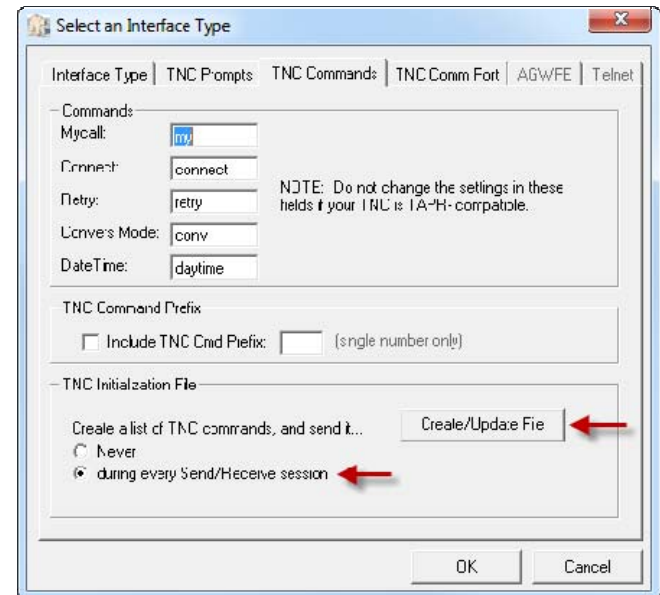 Select an Interface Type
Interface Type TNC Prompts TNC Commands TNC Comm Port AGWPE Telnet
Commands
Mycall: my
Connect: connect
Retry: retry
Convers Mode: conv
DateTime: daytime
NOTE: Do not change the settings in these
fields if your TNC is TAPR-compatible.
TNC Command Prefix
Include TNC Cmd Prefix: (single number only)
TNC Initialization File
Create a list of TNC commands, and send it...
Create/Update File
Never
during every Send/Receive session
OK Cancel